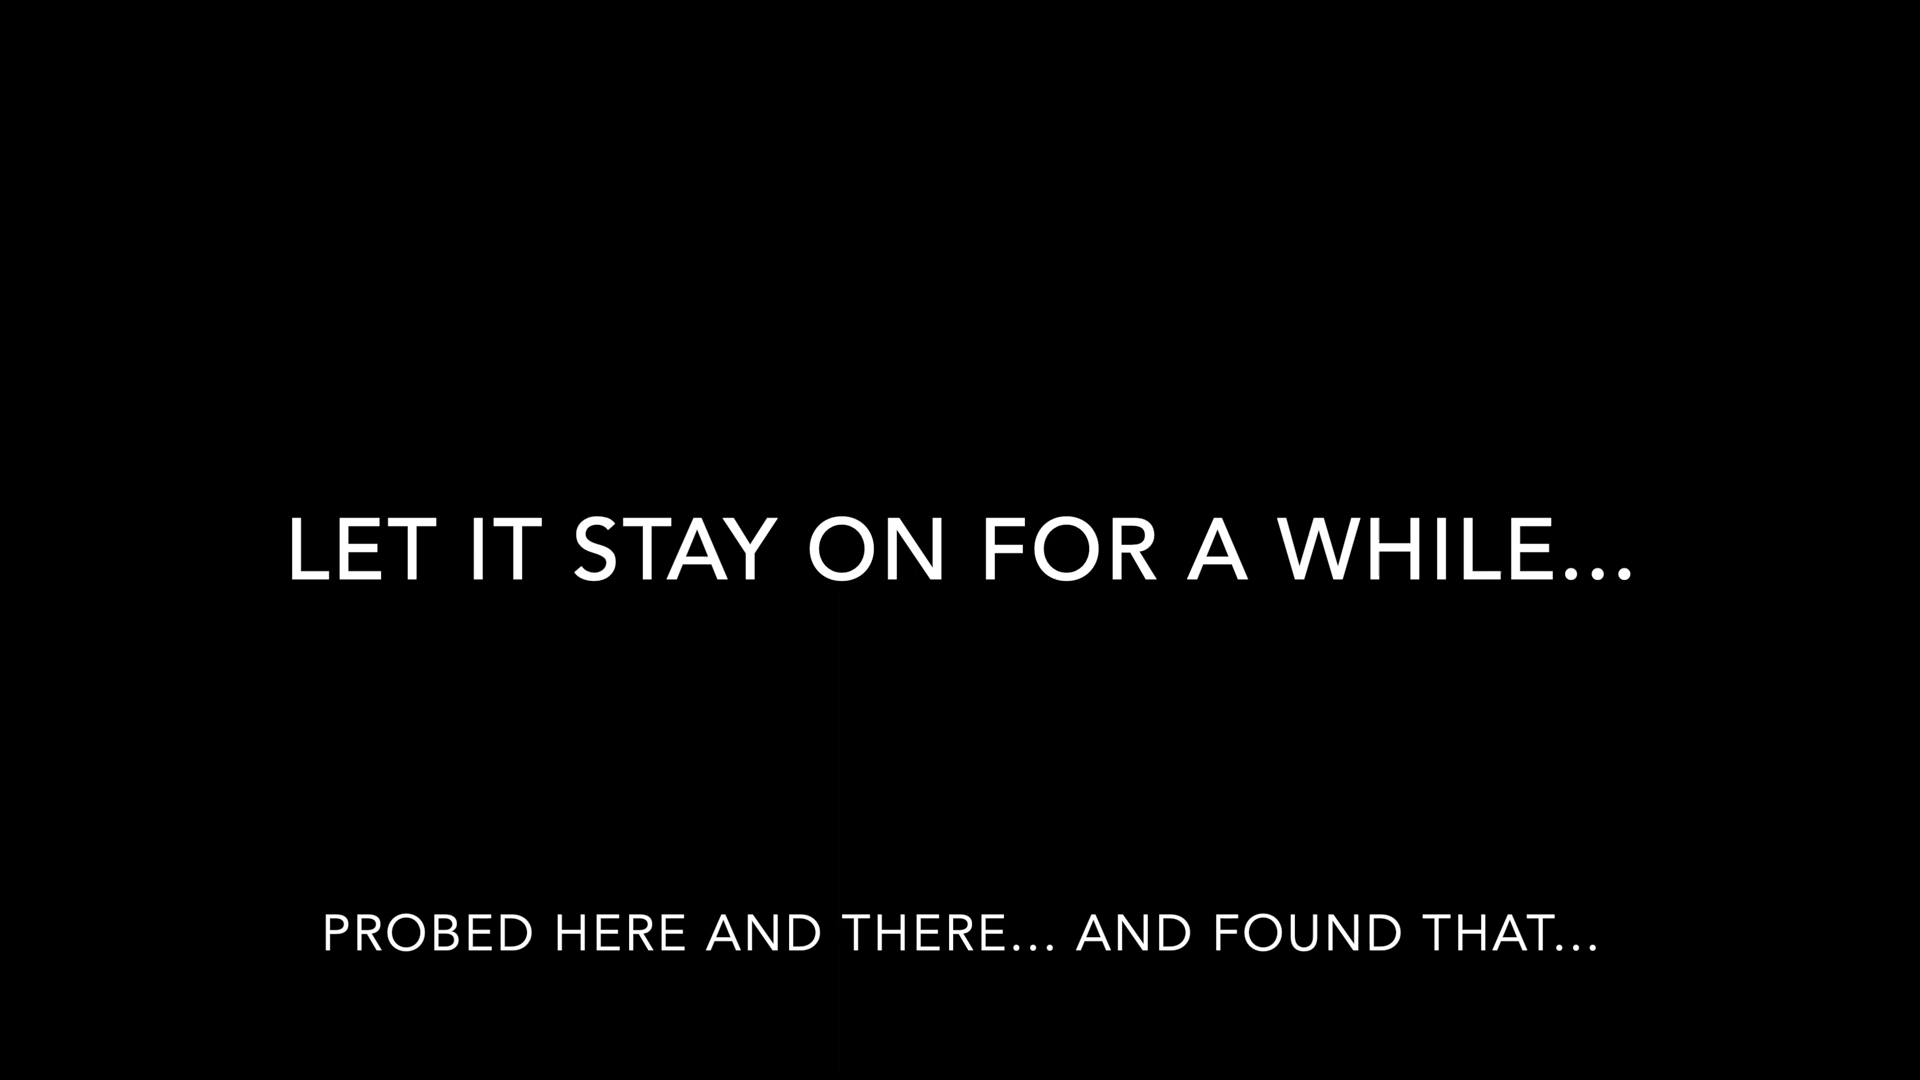 LET IT STAY ON FOR A WHILE...
PROBED HERE AND THERE... AND FOUND THAT...